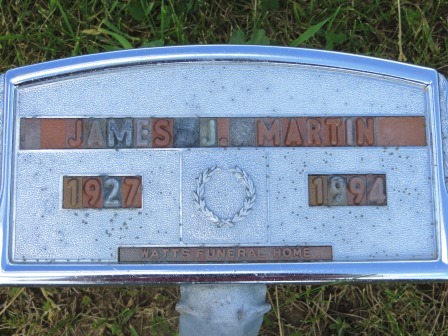 JAMES J. MARTIN
1927 1994
WATTS FUNERAL HOME